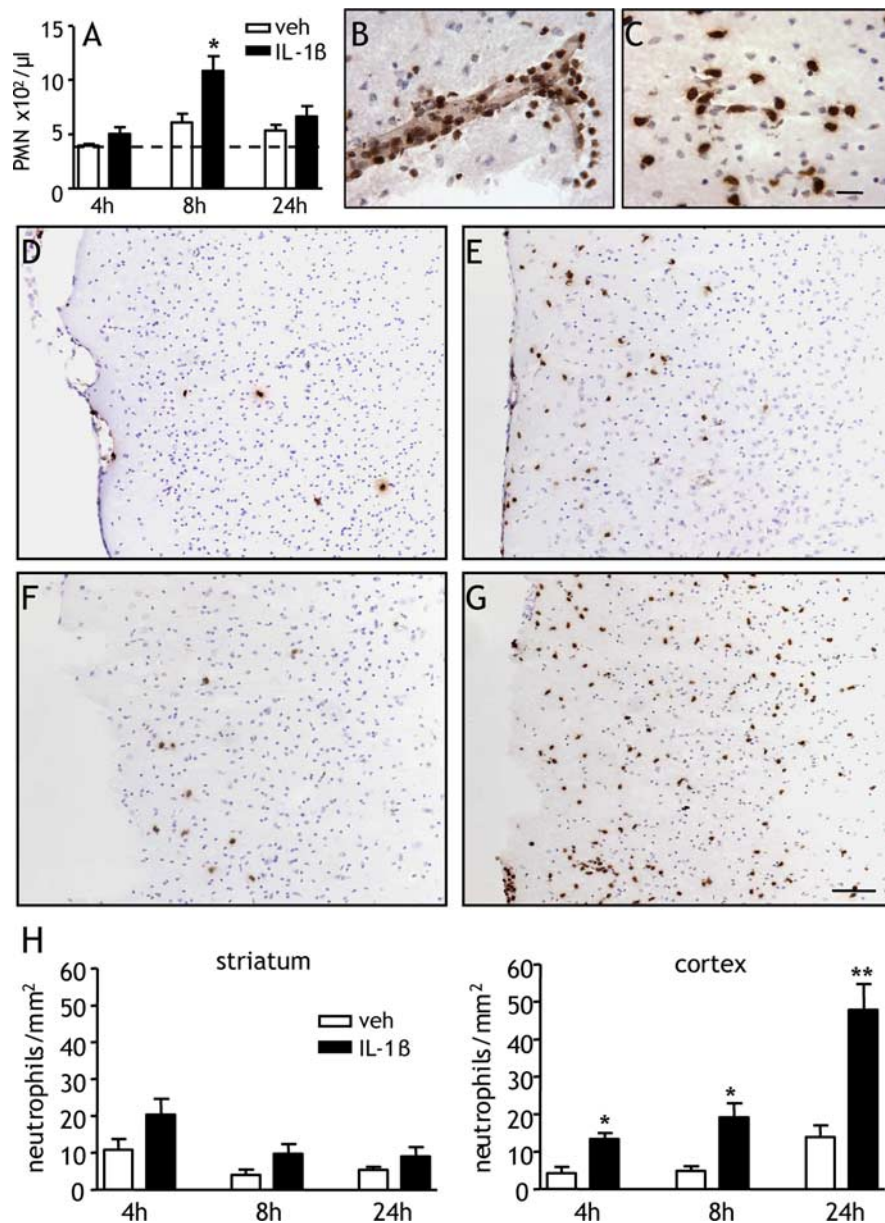 A
veh
IL-1ß
PMN x10²/µl
15
10
5
0
*
4h
8h
24h
B
C
D
E
F
G
H
striatum
neutrophils/mm²
60
50
40
30
20
10
0
veh
IL-1ß
4h
8h
24h
cortex
neutrophils/mm²
60
50
40
30
20
10
0
*
*
**
4h
8h
24h